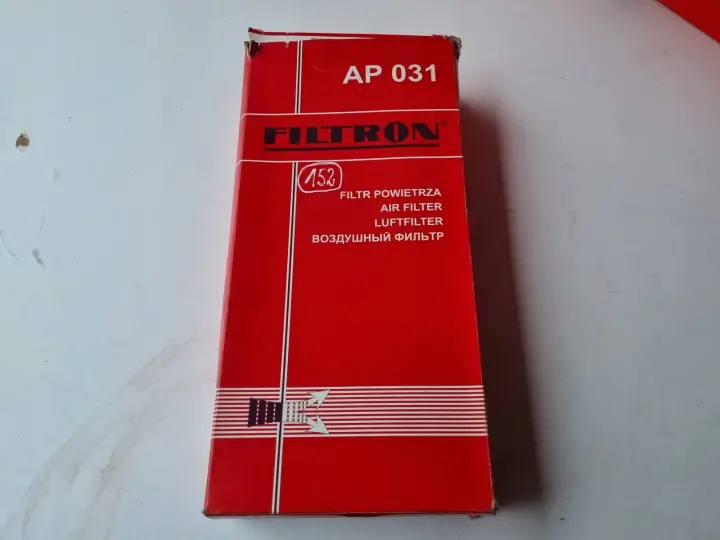 AP 031
FILTRON®
152
FILTR POWIETRZA
AIR FILTER
LUFTFILTER
ВОЗДУШНЫЙ ФИЛЬТР